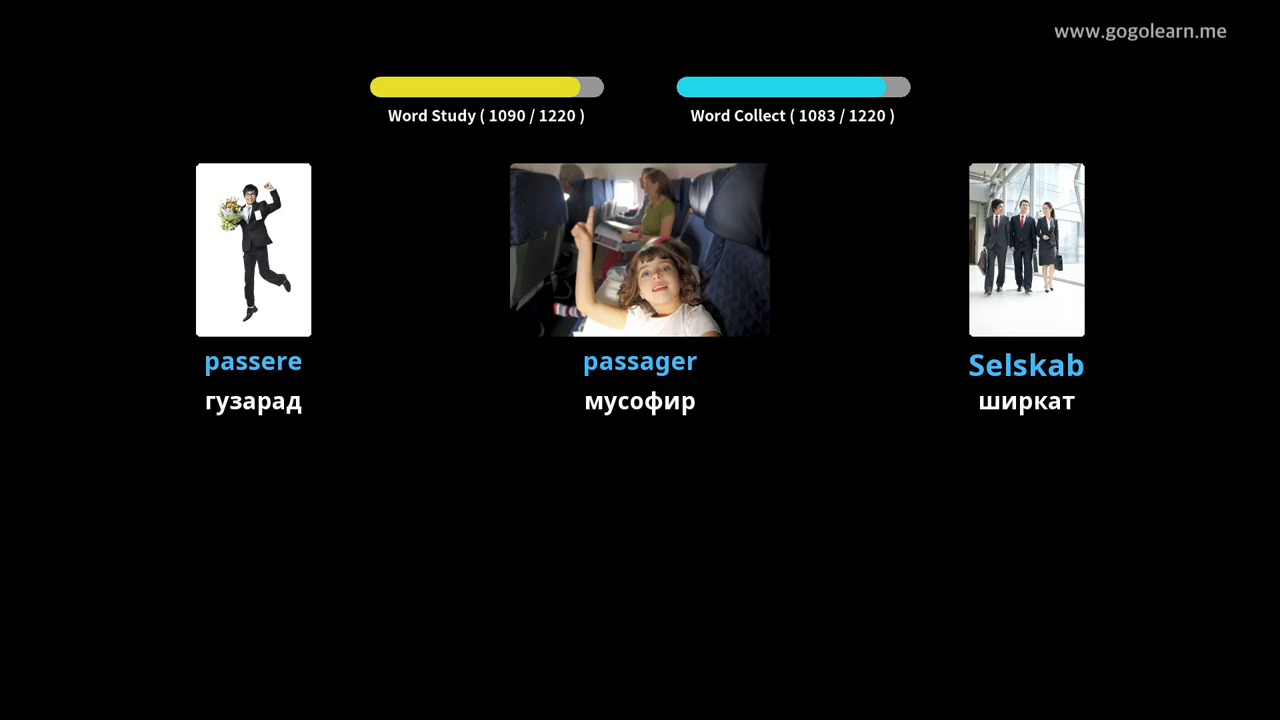 www.gogolearn.me
Word Study ( 1090 / 1220 )
Word Collect ( 1083 / 1220 )
passere
гузарад
passager
мусофир
Selskab
ширкат